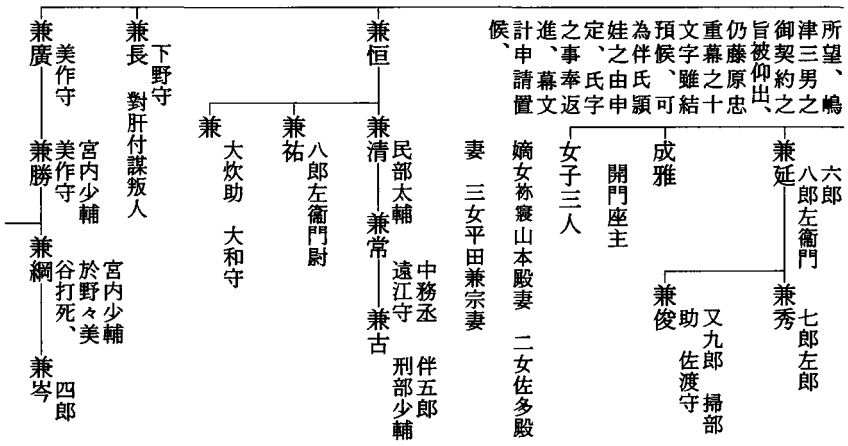 所望、嶋
津三男之
御契約之
旨被仰出、
仍藤原忠
重幕之十
文字雖結
預候、可
為伴氏顕
娃之由申
定、氏字
之事奉返
進、幕文
計申請置
候、
六郎
八郎左衞門
兼延
七郎左郎
兼秀
又九郎 掃部
助 佐渡守
兼俊
成雅
開門座主
女子三人
嫡女祢寢山本殿妻 二女佐多殿
妻 三女平田兼宗妻
兼恒
民部太輔
兼清
中務丞
遠江守
兼常
伴五郎
刑部少輔
兼古
八郎左衞門尉
兼祐
大炊助 大和守
兼
下野守
兼長
對肝付謀叛人
美作守
兼廣
宮内少輔
美作守
兼勝
宮内少輔
於野々美
谷打死、
兼綱
四郎
兼岑